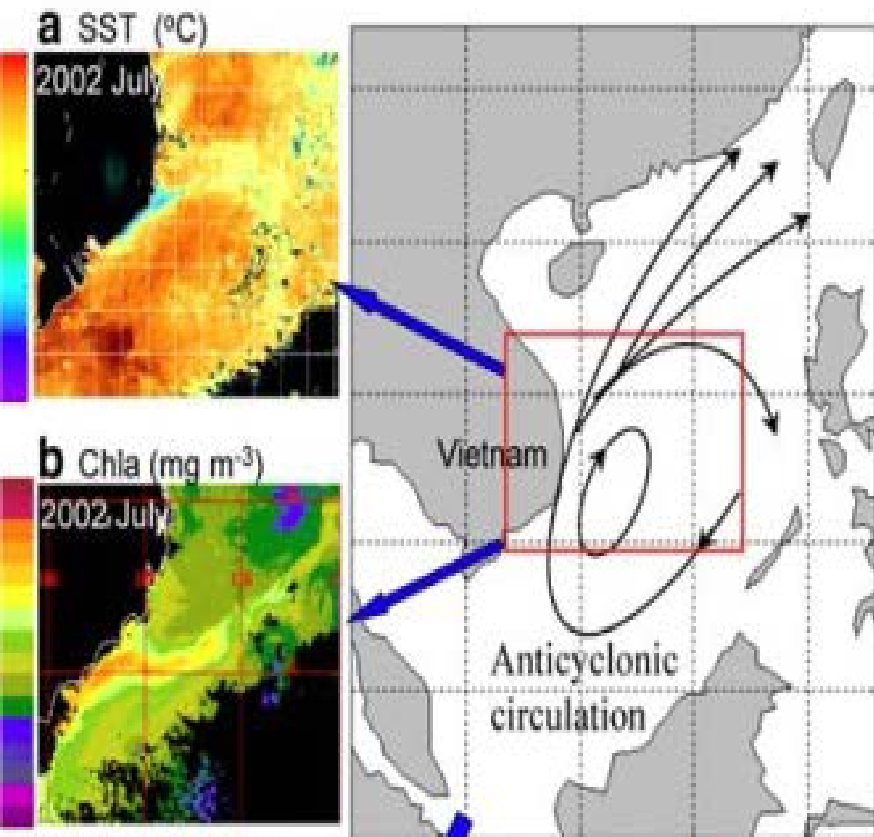 a SST (ºC)
2002 July
b Chla (mg m-3)
2002 July
Vietnam
Anticyclonic
circulation